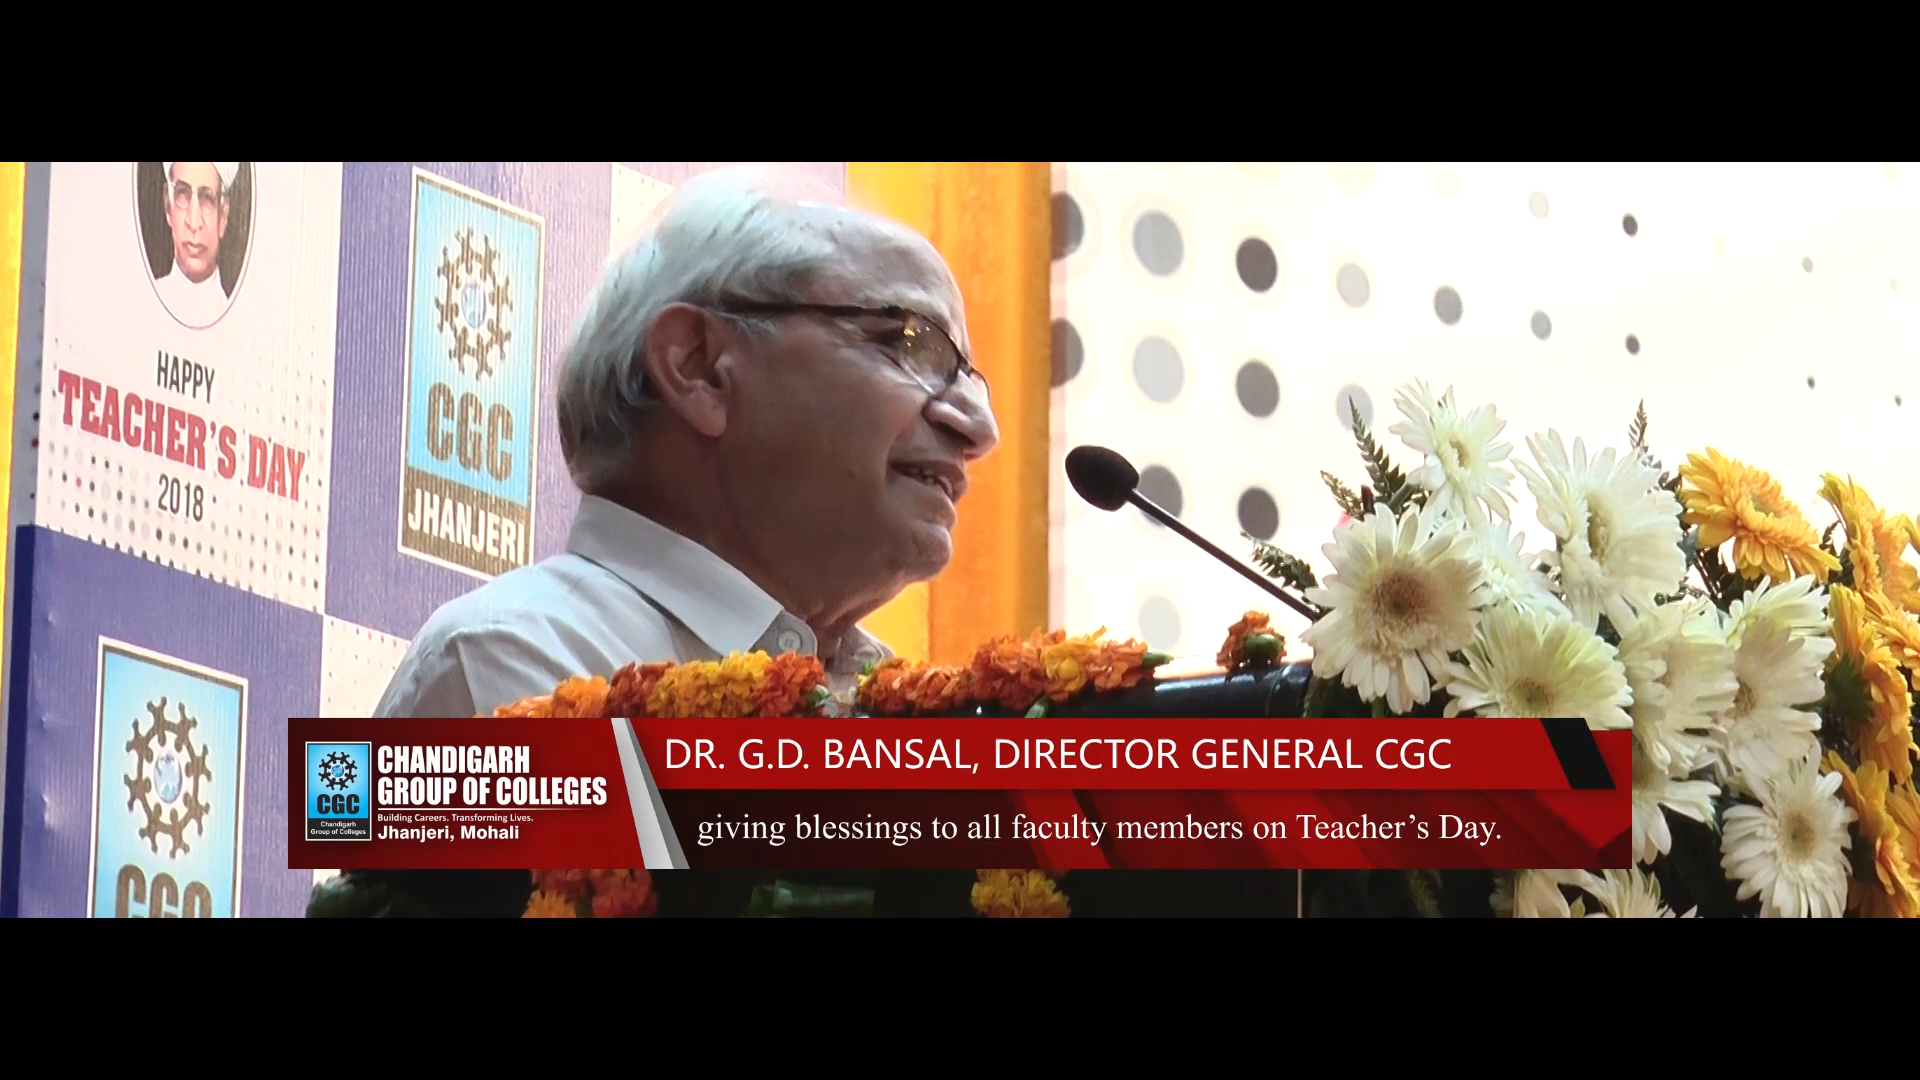 HAPPY
TEACHER'S DAY
2018
CGC
JHANJERI
CGC
CGC
Chandigarh
Group of Colleges
CHANDIGARH
GROUP OF COLLEGES
Building Careers. Transforming Lives.
Jhanjeri, Mohali
DR. G.D. BANSAL, DIRECTOR GENERAL CGC
giving blessings to all faculty members on Teacher’s Day.